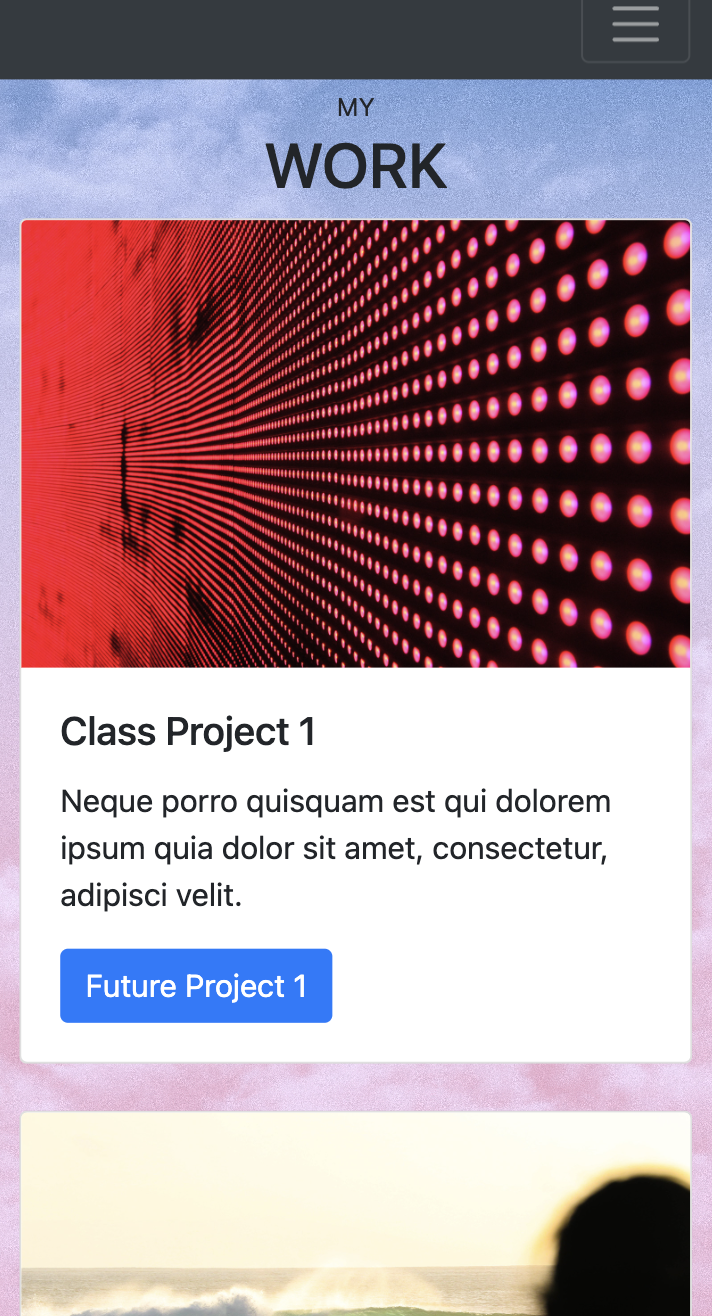 MY
WORK
Class Project 1
Neque porro quisquam est qui dolorem
ipsum quia dolor sit amet, consectetur,
adipisci velit.
Future Project 1